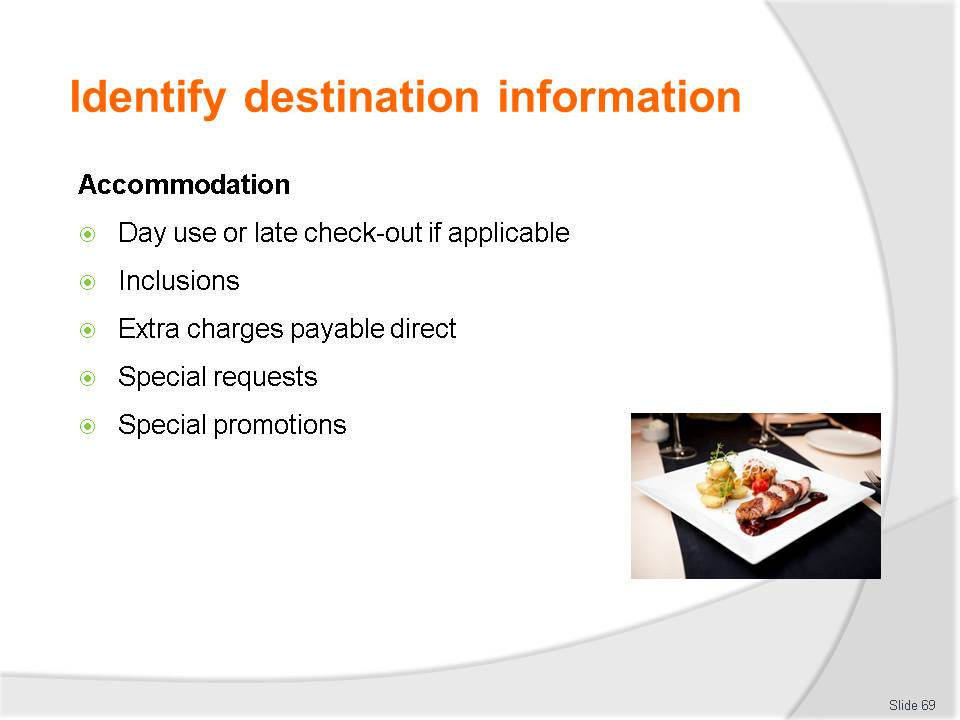 Identify destination information
Accommodation
Day use or late check-out if applicable
Inclusions
Extra charges payable direct
Special requests
Special promotions
Slide 69